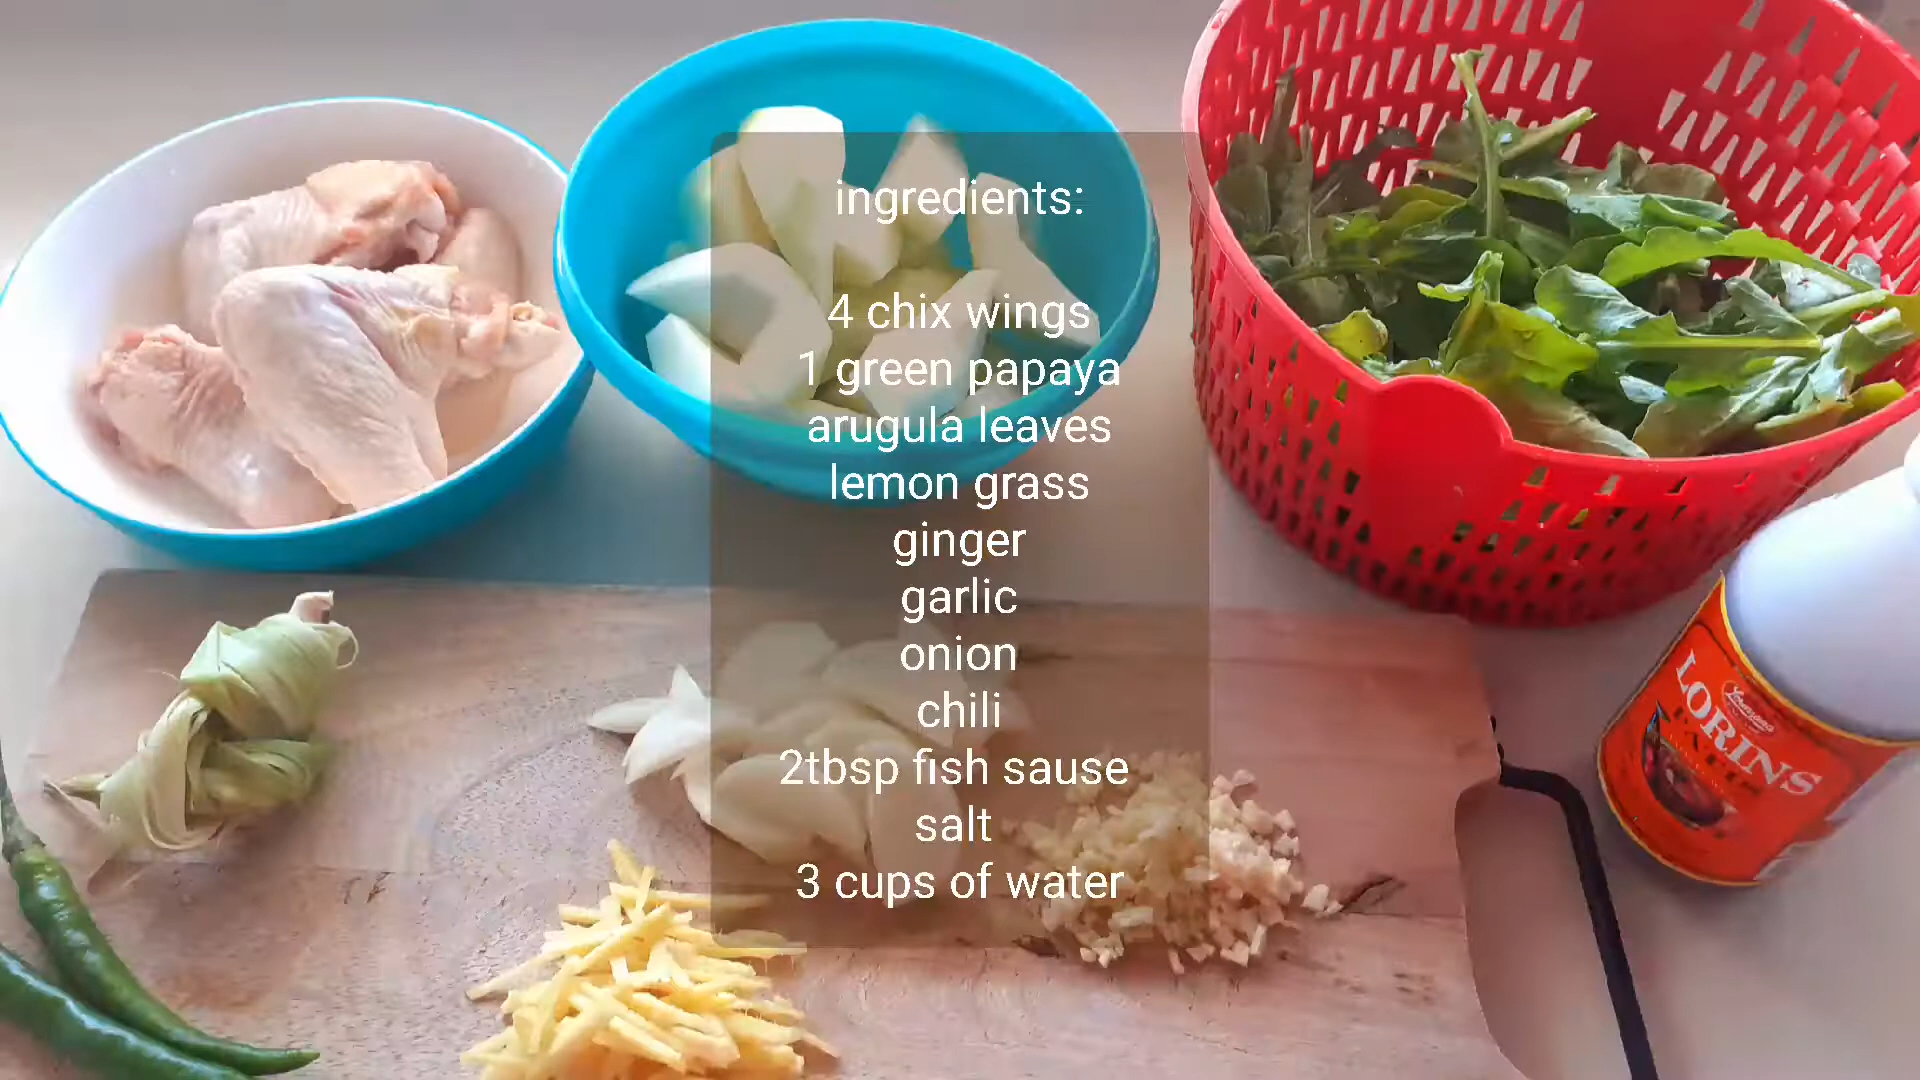 ingredients:
4 chix wings
1 green papaya
arugula leaves
lemon grass
ginger
garlic
onion
chili
2tbsp fish sause
salt
3 cups of water
LORINS
PATIS